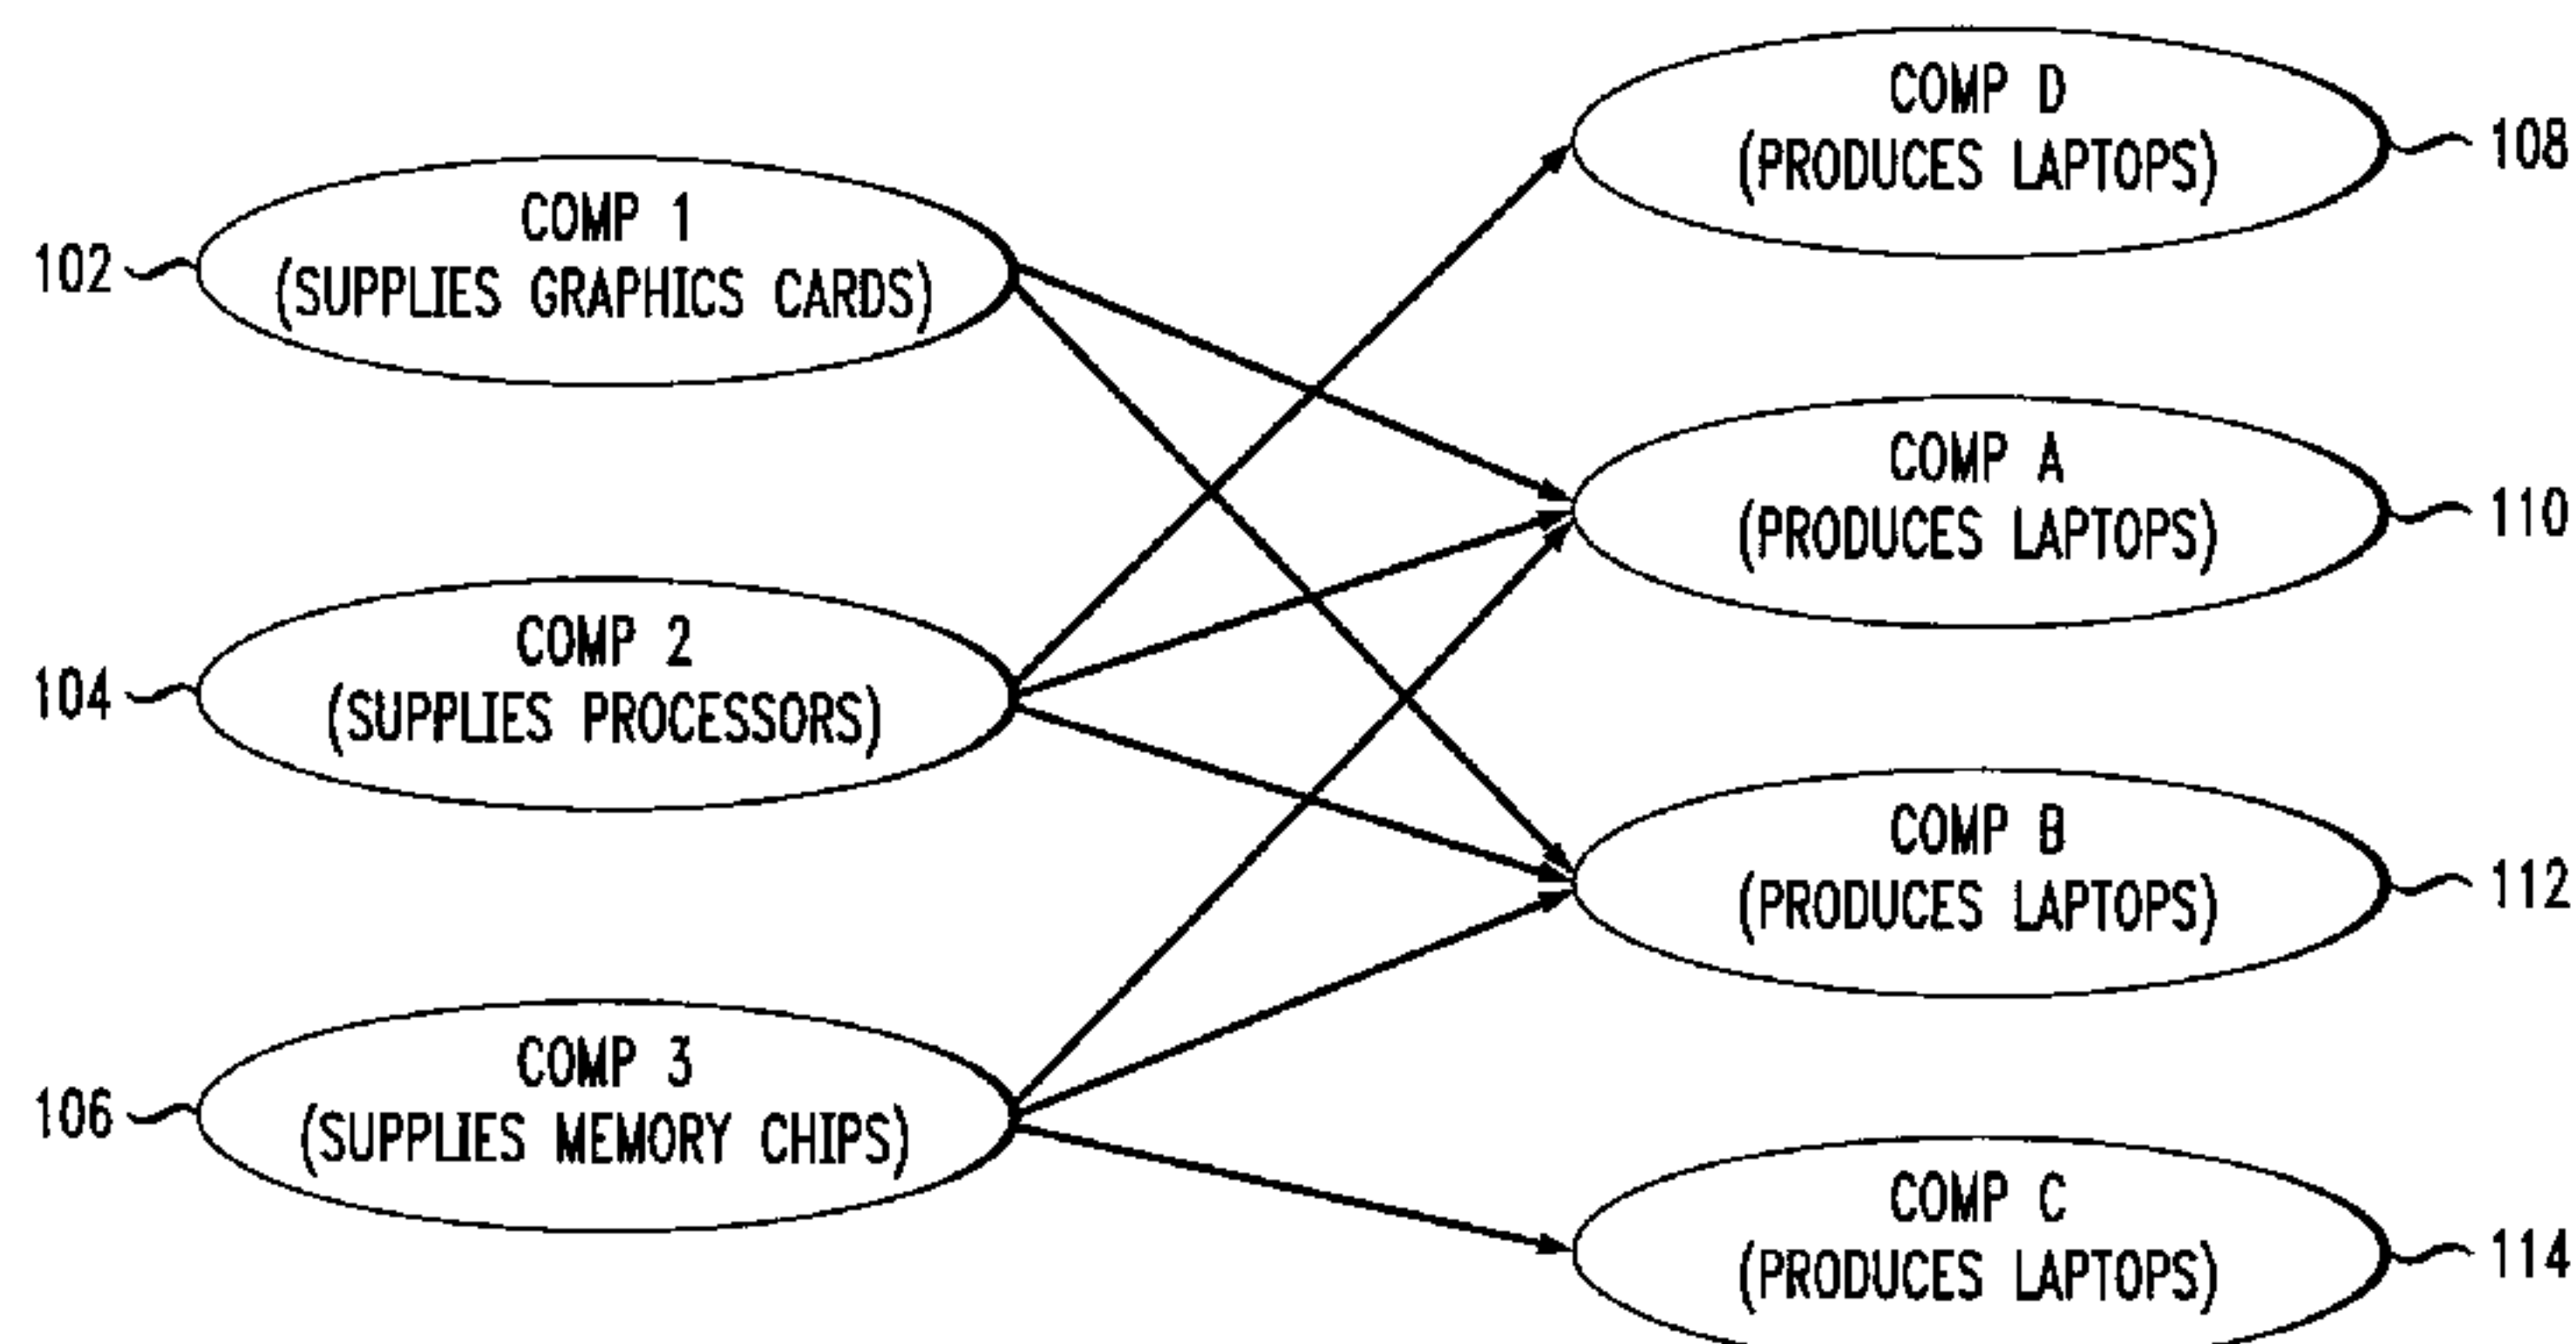 COMP D
(PRODUCES LAPTOPS)
108
COMP 1
(SUPPLIES GRAPHICS CARDS)
102
COMP A
(PRODUCES LAPTOPS)
110
COMP 2
(SUPPLIES PROCESSORS)
104
COMP B
(PRODUCES LAPTOPS)
112
COMP 3
(SUPPLIES MEMORY CHIPS)
106
COMP C
(PRODUCES LAPTOPS)
114